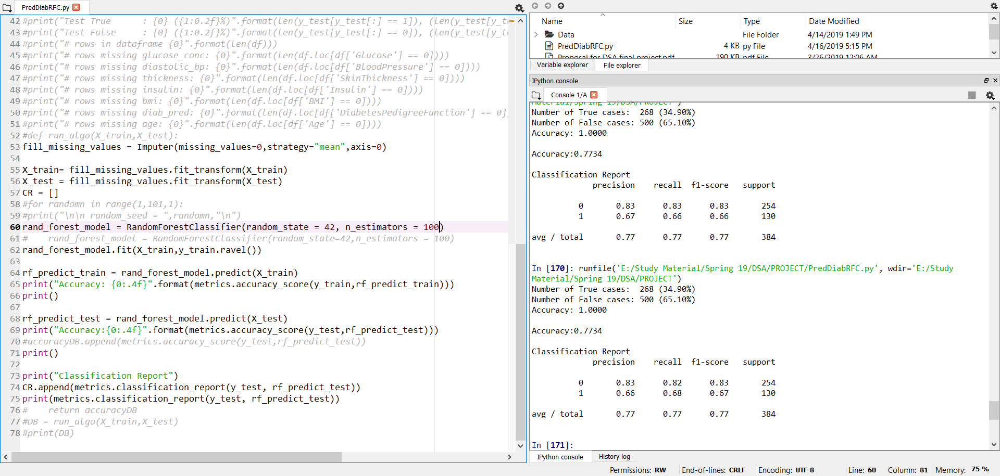 PredDiabRFC.py
42 #print("Test True      : {0} ({1:0.2f}%)".format(len(y_test[y_test[:] == 1]), (len(y_test[y_t
43 #print("Test False     : {0} ({1:0.2f}%)".format(len(y_test[y_test[:] == 0]), (len(y_test[y_t
44 #print("# rows in dataframe {0}".format(len(df)))
45 #print("# rows missing glucose_conc: {0}".format(len(df.loc[df['Glucose'] == 0])))
46 #print("# rows missing diastolic_bp: {0}".format(len(df.loc[df['BloodPressure'] == 0])))
47 #print("# rows missing thickness: {0}".format(len(df.loc[df['SkinThickness'] == 0])))
48 #print("# rows missing insulin: {0}".format(len(df.loc[df['Insulin'] == 0])))
49 #print("# rows missing bmi: {0}".format(len(df.loc[df['BMI'] == 0])))
50 #print("# rows missing diab_pred: {0}".format(len(df.loc[df['DiabetesPedigreeFunction'] == 0]
51 #print("# rows missing age: {0}".format(len(df.loc[df['Age'] == 0])))
52 #def run_algo(X_train,X_test):
53 fill_missing_values = Imputer(missing_values=0,strategy="mean",axis=0)
54
55 X_train= fill_missing_values.fit_transform(X_train)
56 X_test = fill_missing_values.fit_transform(X_test)
57 CR = []
58 #for randomn in range(1,101,1):
59 #print("\n\n random_seed = ",randomn,"\n")
60 rand_forest_model = RandomForestClassifier(random_state = 42, n_estimators = 100)
61 #    rand_forest_model = RandomForestClassifier(random_state=42,n_estimators = 100)
62 rand_forest_model.fit(X_train,y_train.ravel())
63
64 rf_predict_train = rand_forest_model.predict(X_train)
65 print("Accuracy: {0:.4f}".format(metrics.accuracy_score(y_train,rf_predict_train)))
66 print()
67
68 rf_predict_test = rand_forest_model.predict(X_test)
69 print("Accuracy:{0:.4f}".format(metrics.accuracy_score(y_test,rf_predict_test)))
70 #accuracyDB.append(metrics.accuracy_score(y_test,rf_predict_test))
71 print()
72
73 print("Classification Report")
74 CR.append(metrics.classification_report(y_test, rf_predict_test))
75 print(metrics.classification_report(y_test, rf_predict_test))
76 #    return accuracyDB
77 #DB = run_algo(X_train,X_test)
78 #print(DB)
Name Size Type Date Modified
Data File Folder 4/14/2019 1:49 PM
PredDiabRFC.py 4 KB py File 4/16/2019 5:15 PM
Proposal for DSA final project.pdf 190 KB pdf File 3/26/2019 12:06 AM
Variable explorer File explorer
IPython console
Console 1/A
Material/Spring 19/DSA/PROJECT')
Number of True cases:  268 (34.90%)
Number of False cases: 500 (65.10%)
Accuracy: 1.0000
Accuracy:0.7734
Classification Report
precision recall f1-score support
0 0.83 0.83 0.83 254
1 0.67 0.66 0.66 130
avg / total 0.77 0.77 0.77 384
In [170]: runfile('E:/Study Material/Spring 19/DSA/PROJECT/PredDiabRFC.py', wdir='E:/Study
Material/Spring 19/DSA/PROJECT')
Number of True cases:  268 (34.90%)
Number of False cases: 500 (65.10%)
Accuracy: 1.0000
Accuracy:0.7734
Classification Report
precision recall f1-score support
0 0.83 0.82 0.83 254
1 0.66 0.68 0.67 130
avg / total 0.77 0.77 0.77 384
In [171]:
IPython console History log
Permissions: RW End-of-lines: CRLF Encoding: UTF-8 Line: 60 Column: 81 Memory: 75 %